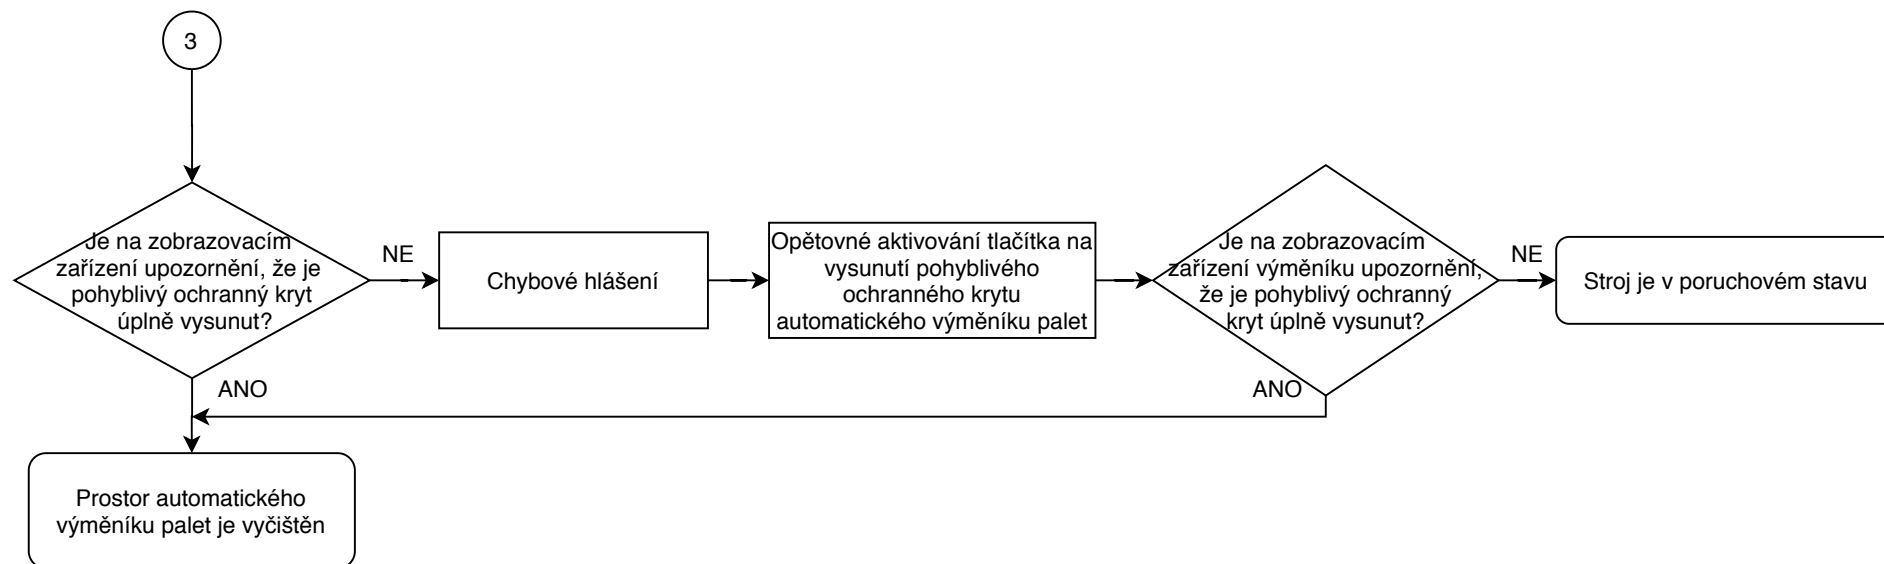 3
Je na zobrazovacím
zařízení upozornění, že je
pohyblivý ochranný kryt
úplně vysunut?
NE
Chybové hlášení
Opětovné aktivování tlačítka na
vysunutí pohyblivého
ochranného krytu
automatického výměníku palet
Je na zobrazovacím
zařízení výměníku upozornění,
že je pohyblivý ochranný
kryt úplně vysunut?
NE
Stroj je v poruchovém stavu
ANO
ANO
Prostor automatického
výměníku palet je vyčištěn